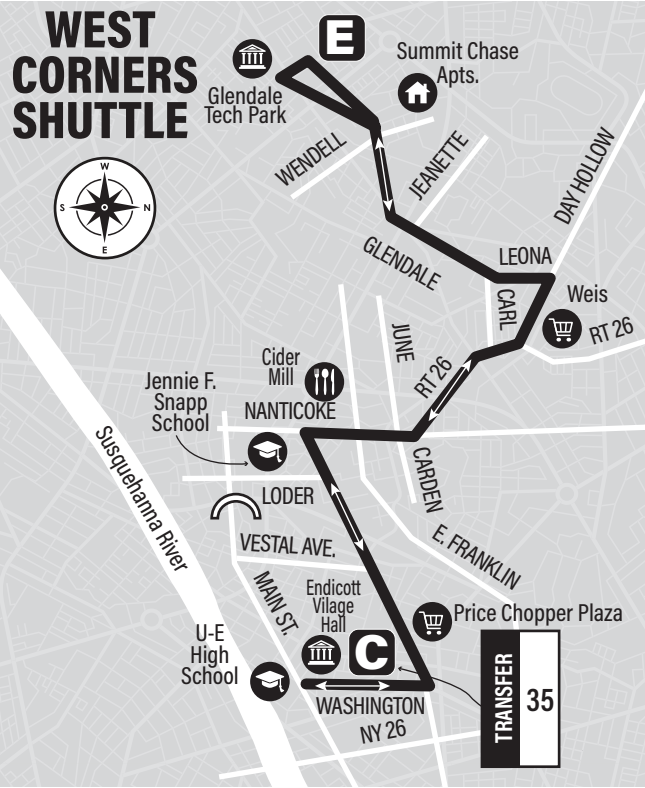 WEST
CORNERS
SHUTTLE
E
Summit Chase
Apts.
Glendale
Tech Park
WENDELL
JEANETTE
DAY HOLLOW
W
S
N
E
GLENDALE
LEONA
CARL
Weis
RT 26
JUNE
RT 26
Cider
Mill
Jennie F.
Snapp
School
NANTICOKE
CARDEN
Susquehanna River
LODER
VESTAL AVE.
E. FRANKLIN
MAIN ST.
Endicott
Vilage
Hall
Price Chopper Plaza
U-E
High
School
C
TRANSFER
35
WASHINGTON
NY 26